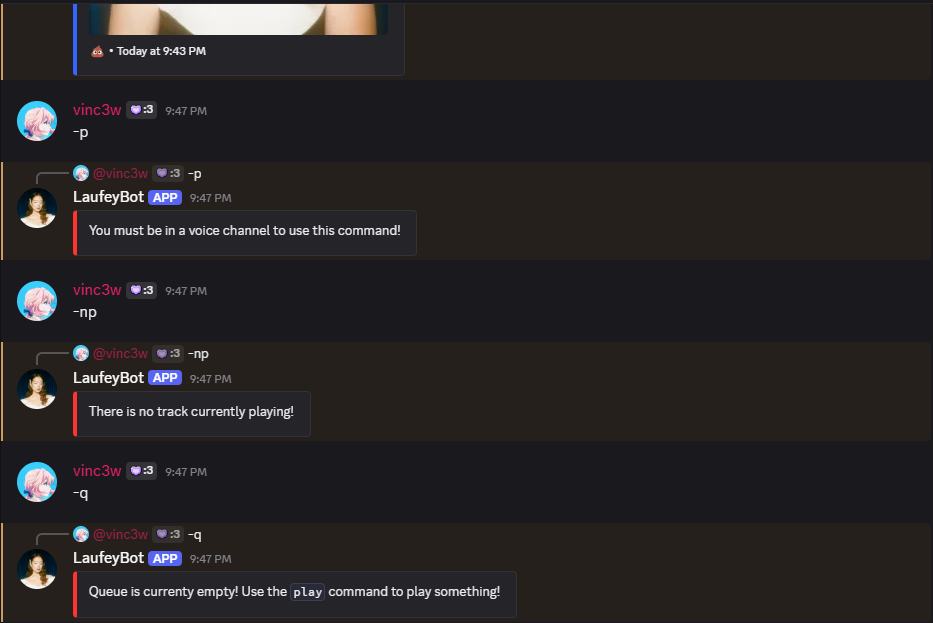 💩 • Today at 9:43 PM
vinc3w 💜:3 9:47 PM
-p
@vinc3w 💜:3 -p
LaufeyBot APP 9:47 PM
You must be in a voice channel to use this command!
vinc3w 💜:3 9:47 PM
-np
@vinc3w 💜:3 -np
LaufeyBot APP 9:47 PM
There is no track currently playing!
vinc3w 💜:3 9:47 PM
-q
@vinc3w 💜:3 -q
LaufeyBot APP 9:47 PM
Queue is currenty empty! Use the play command to play something!